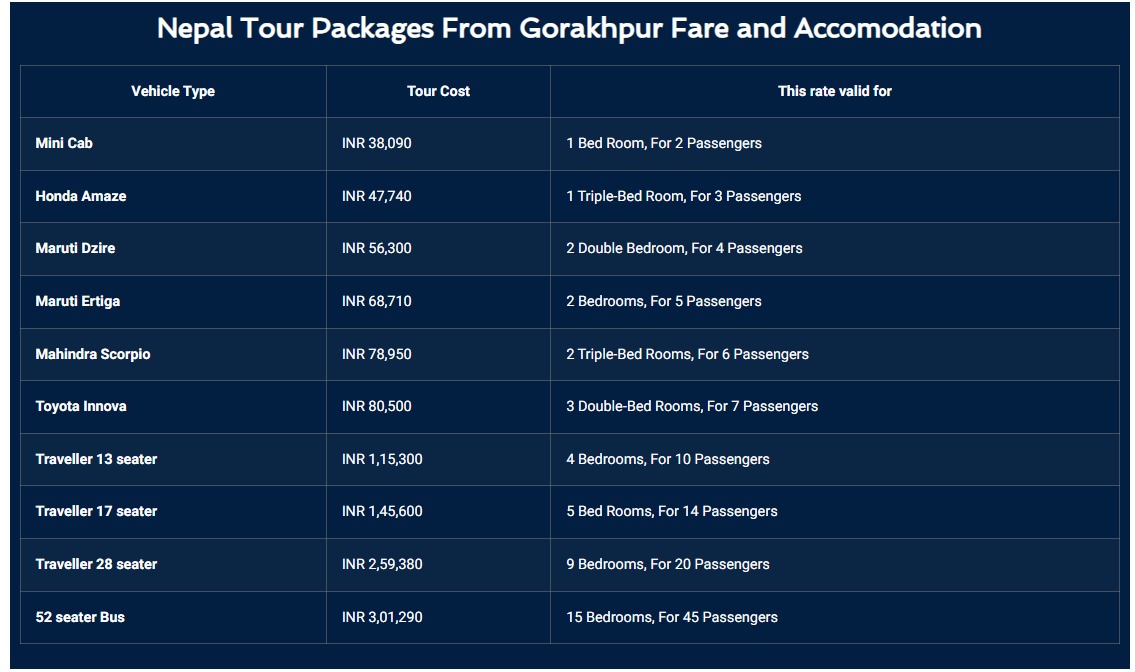 Nepal Tour Packages From Gorakhpur Fare and Accomodation
Vehicle Type Tour Cost This rate valid for
Mini Cab INR 38,090 1 Bed Room, For 2 Passengers
Honda Amaze INR 47,740 1 Triple-Bed Room, For 3 Passengers
Maruti Dzire INR 56,300 2 Double Bedroom, For 4 Passengers
Maruti Ertiga INR 68,710 2 Bedrooms, For 5 Passengers
Mahindra Scorpio INR 78,950 2 Triple-Bed Rooms, For 6 Passengers
Toyota Innova INR 80,500 3 Double-Bed Rooms, For 7 Passengers
Traveller 13 seater INR 1,15,300 4 Bedrooms, For 10 Passengers
Traveller 17 seater INR 1,45,600 5 Bed Rooms, For 14 Passengers
Traveller 28 seater INR 2,59,380 9 Bedrooms, For 20 Passengers
52 seater Bus INR 3,01,290 15 Bedrooms, For 45 Passengers